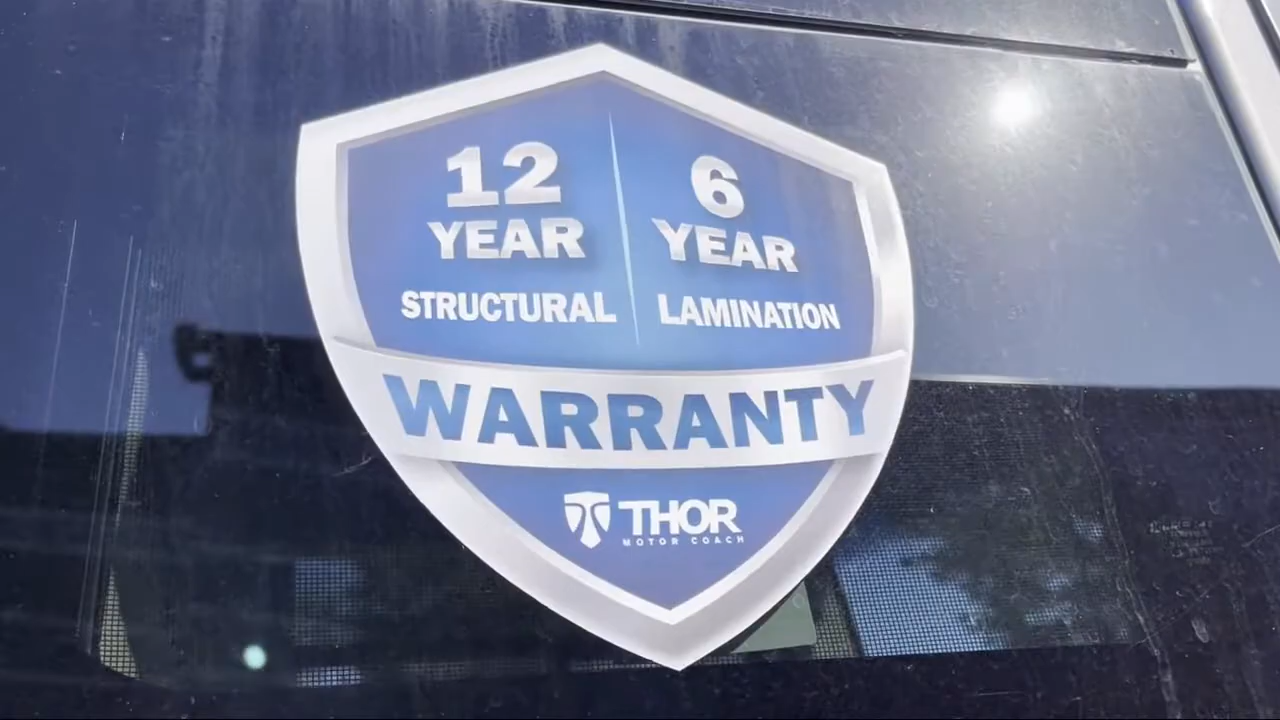 12
YEAR
STRUCTURAL
6
YEAR
LAMINATION
WARRANTY
THOR
MOTOR COACH